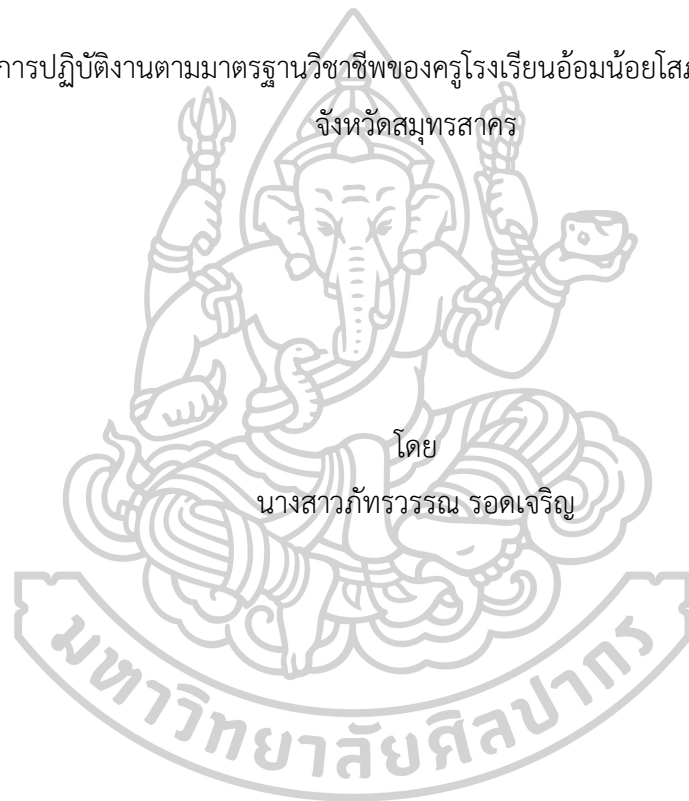 การปฏิบัติงานตามมาตรฐานวิชาชีพของครูโรงเรียนอ้อมน้อยโสภ
จังหวัดสมุทรสาคร
โดย
นางสาวภัทรวรรณ รอดเจริญ
มหาวิทยาลัยศิลปากร